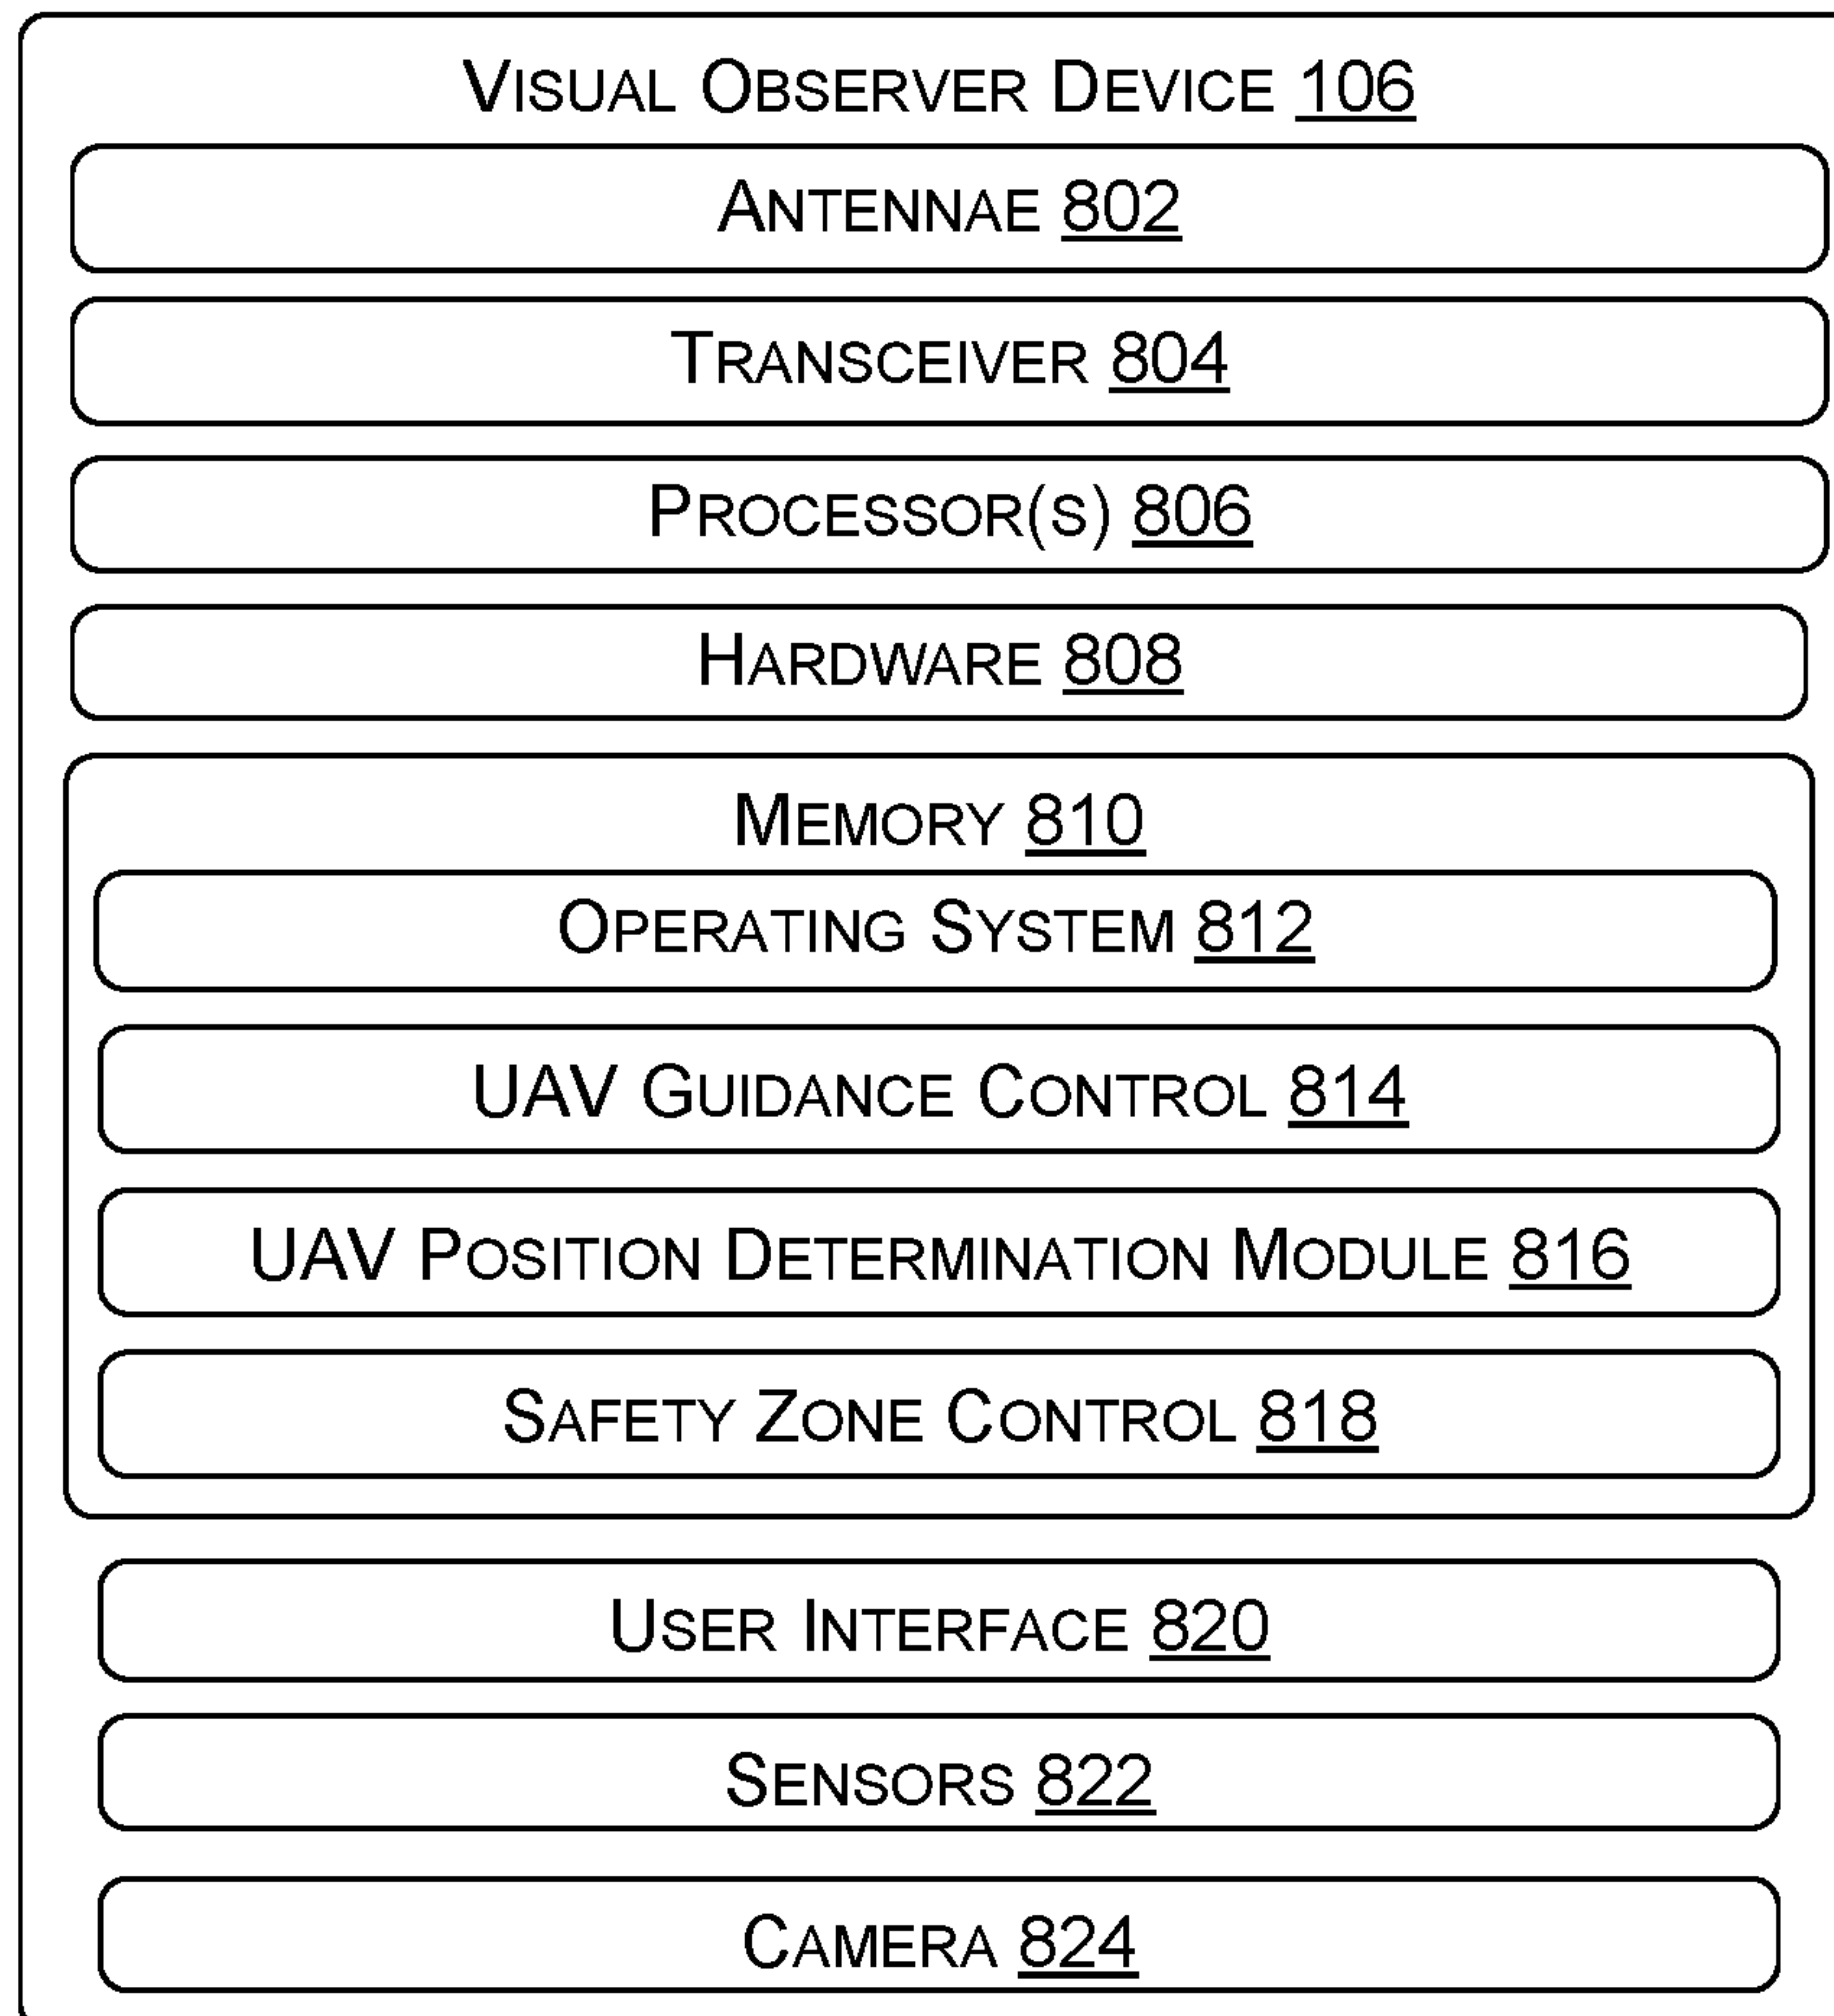 VISUAL OBSERVER DEVICE 106
ANTENNAE 802
TRANSCEIVER 804
PROCESSOR(S) 806
HARDWARE 808
MEMORY 810
OPERATING SYSTEM 812
UAV GUIDANCE CONTROL 814
UAV POSITION DETERMINATION MODULE 816
SAFETY ZONE CONTROL 818
USER INTERFACE 820
SENSORS 822
CAMERA 824